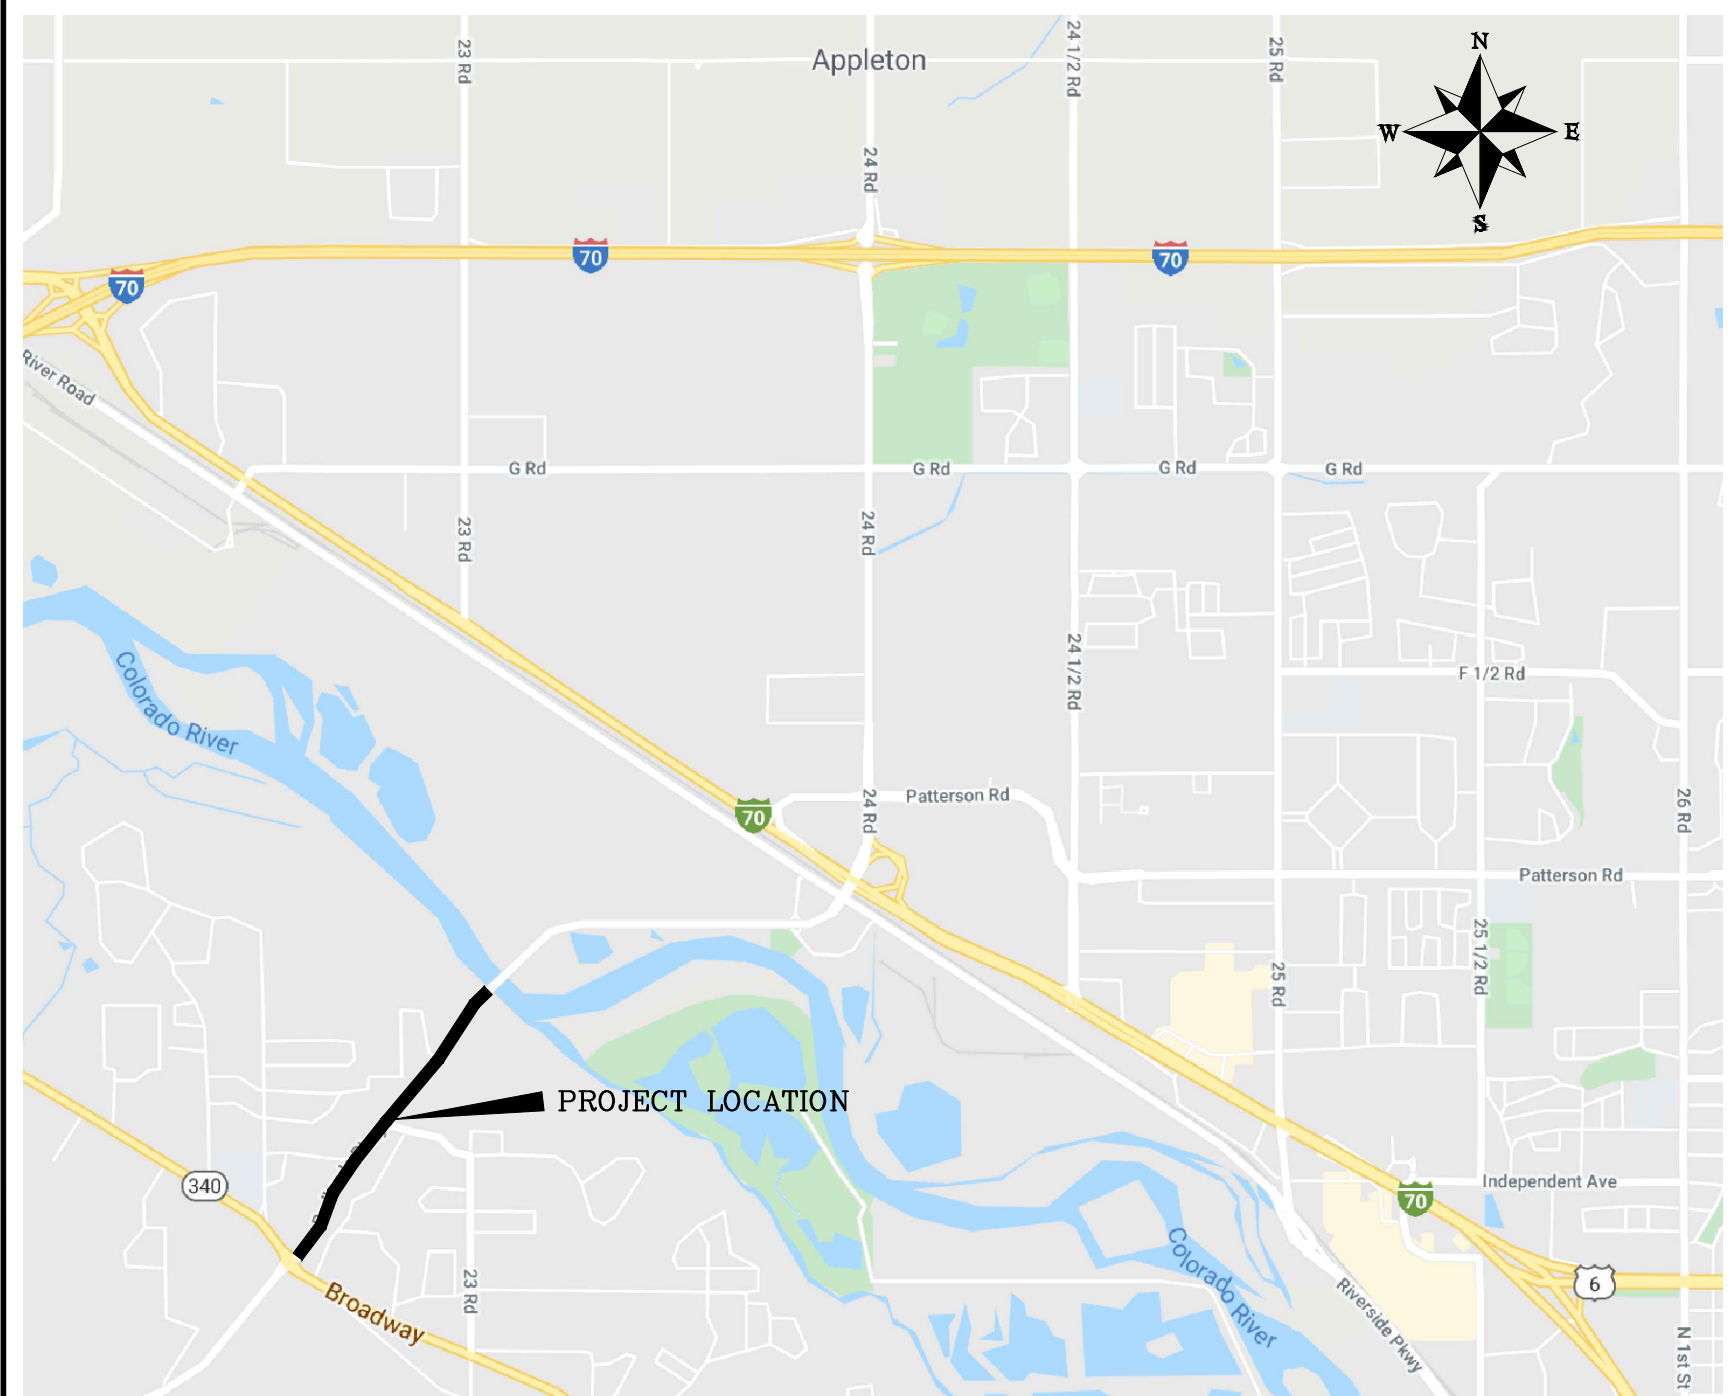 Appleton
23 Rd
24 1/2 Rd
25 Rd
N
W
E
S
24 Rd
70
70
70
River Road
G Rd
G Rd
G Rd
G Rd
23 Rd
24 Rd
24 1/2 Rd
Colorado River
F 1/2 Rd
70
24 Rd
Patterson Rd
26 Rd
Patterson Rd
25 1/2 Rd
25 Rd
PROJECT LOCATION
340
Independent Ave
70
Colorado River
6
23 Rd
Broadway
Riverside Pkwy
N 1st St